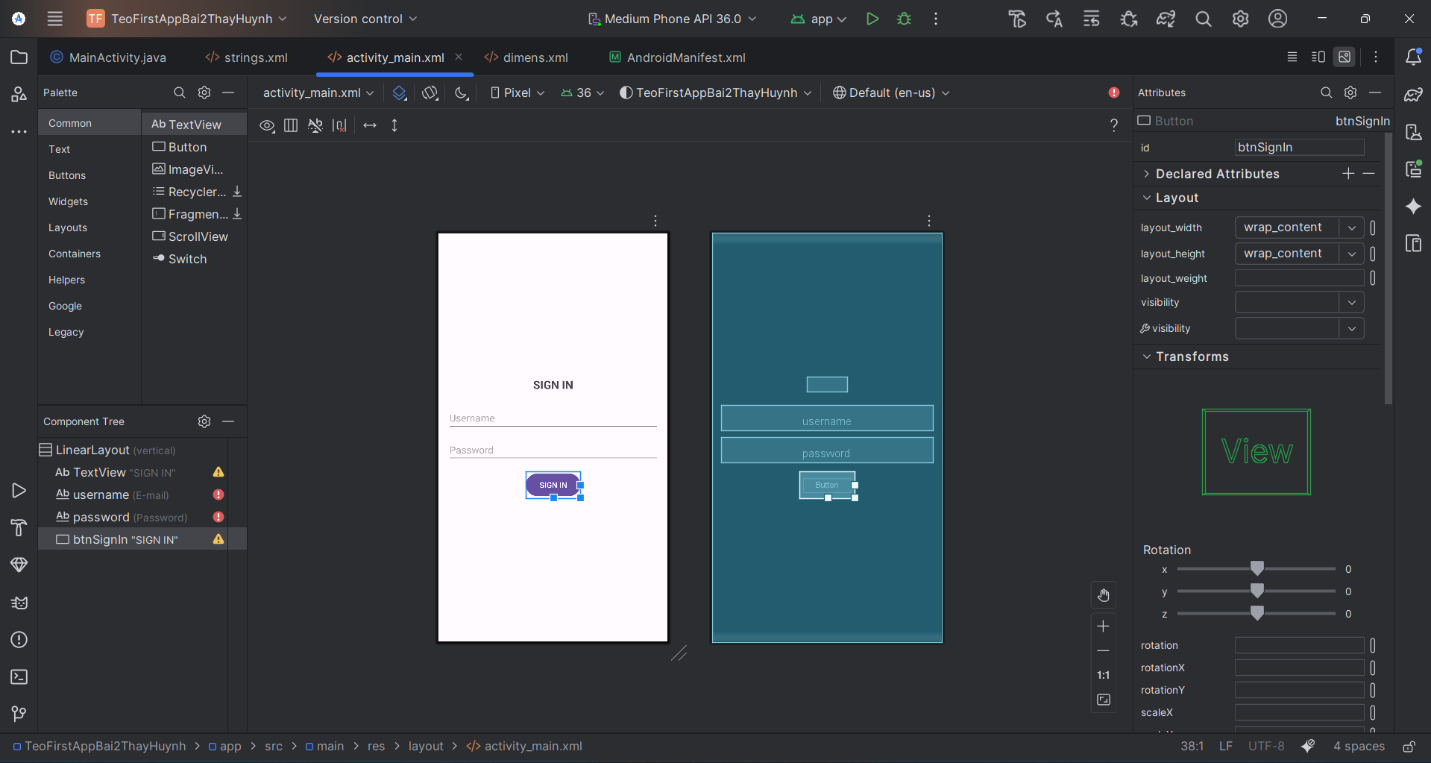 TF TeoFirstAppBai2ThayHuynh Version control Medium Phone API 36.0 app
MainActivity.java strings.xml activity_main.xml dimens.xml AndroidManifest.xml
Palette
activity_main.xml Pixel 36 TeoFirstAppBai2ThayHuynh Default (en-us)
Attributes
Common
Text
Buttons
Widgets
Layouts
Containers
Helpers
Google
Legacy
Ab TextView
Button
ImageVi...
Recycler...
Fragmen...
ScrollView
Switch
?
Component Tree
LinearLayout (vertical)
Ab TextView "SIGN IN"
Ab username (E-mail)
Ab password (Password)
btnSignIn "SIGN IN"
SIGN IN
Username
Password
SIGN IN
username
password
Button
1:1
Button btnSignIn
id btnSignIn
Declared Attributes
Layout
layout_width wrap_content
layout_height wrap_content
layout_weight
visibility
visibility
Transforms
View
Rotation
x 0
y 0
z 0
rotation
rotationX
rotationY
scaleX
TeoFirstAppBai2ThayHuynh > app > src > main > res > layout > activity_main.xml 38:1 LF UTF-8 4 spaces